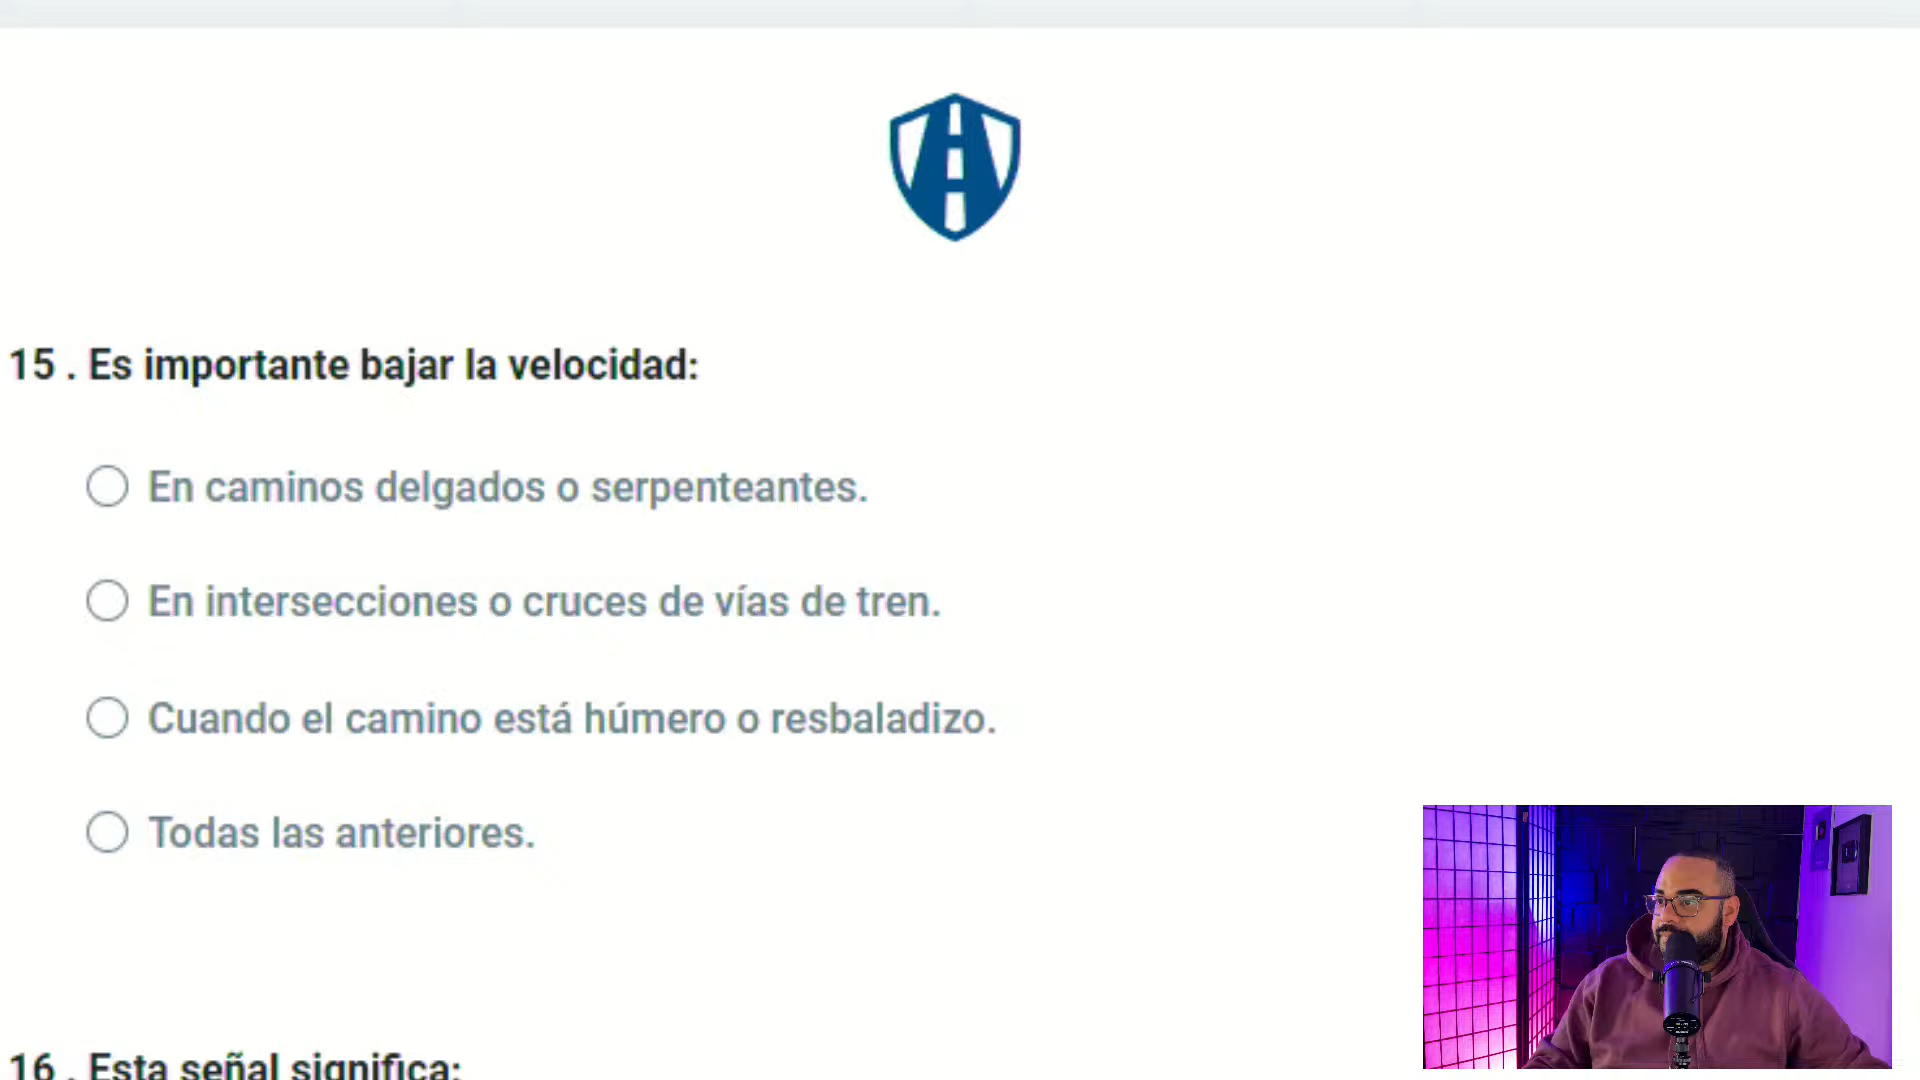 15 . Es importante bajar la velocidad:
En caminos delgados o serpenteantes.
En intersecciones o cruces de vías de tren.
Cuando el camino está húmero o resbaladizo.
Todas las anteriores.
16 . Esta señal significa: